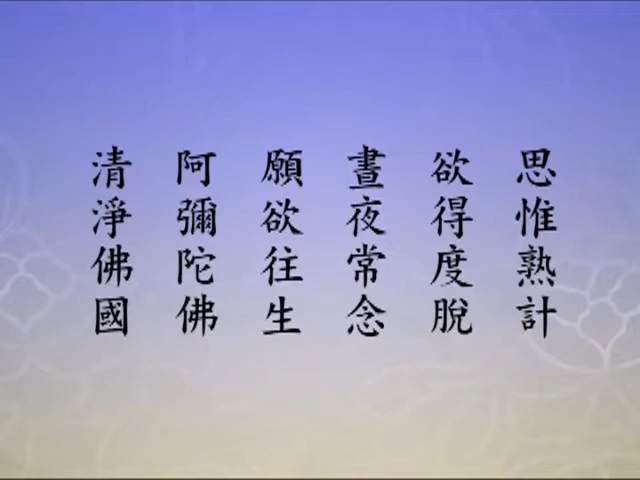 思惟熟計
欲得度脫
晝夜常念
願欲往生
阿彌陀佛
清淨佛國